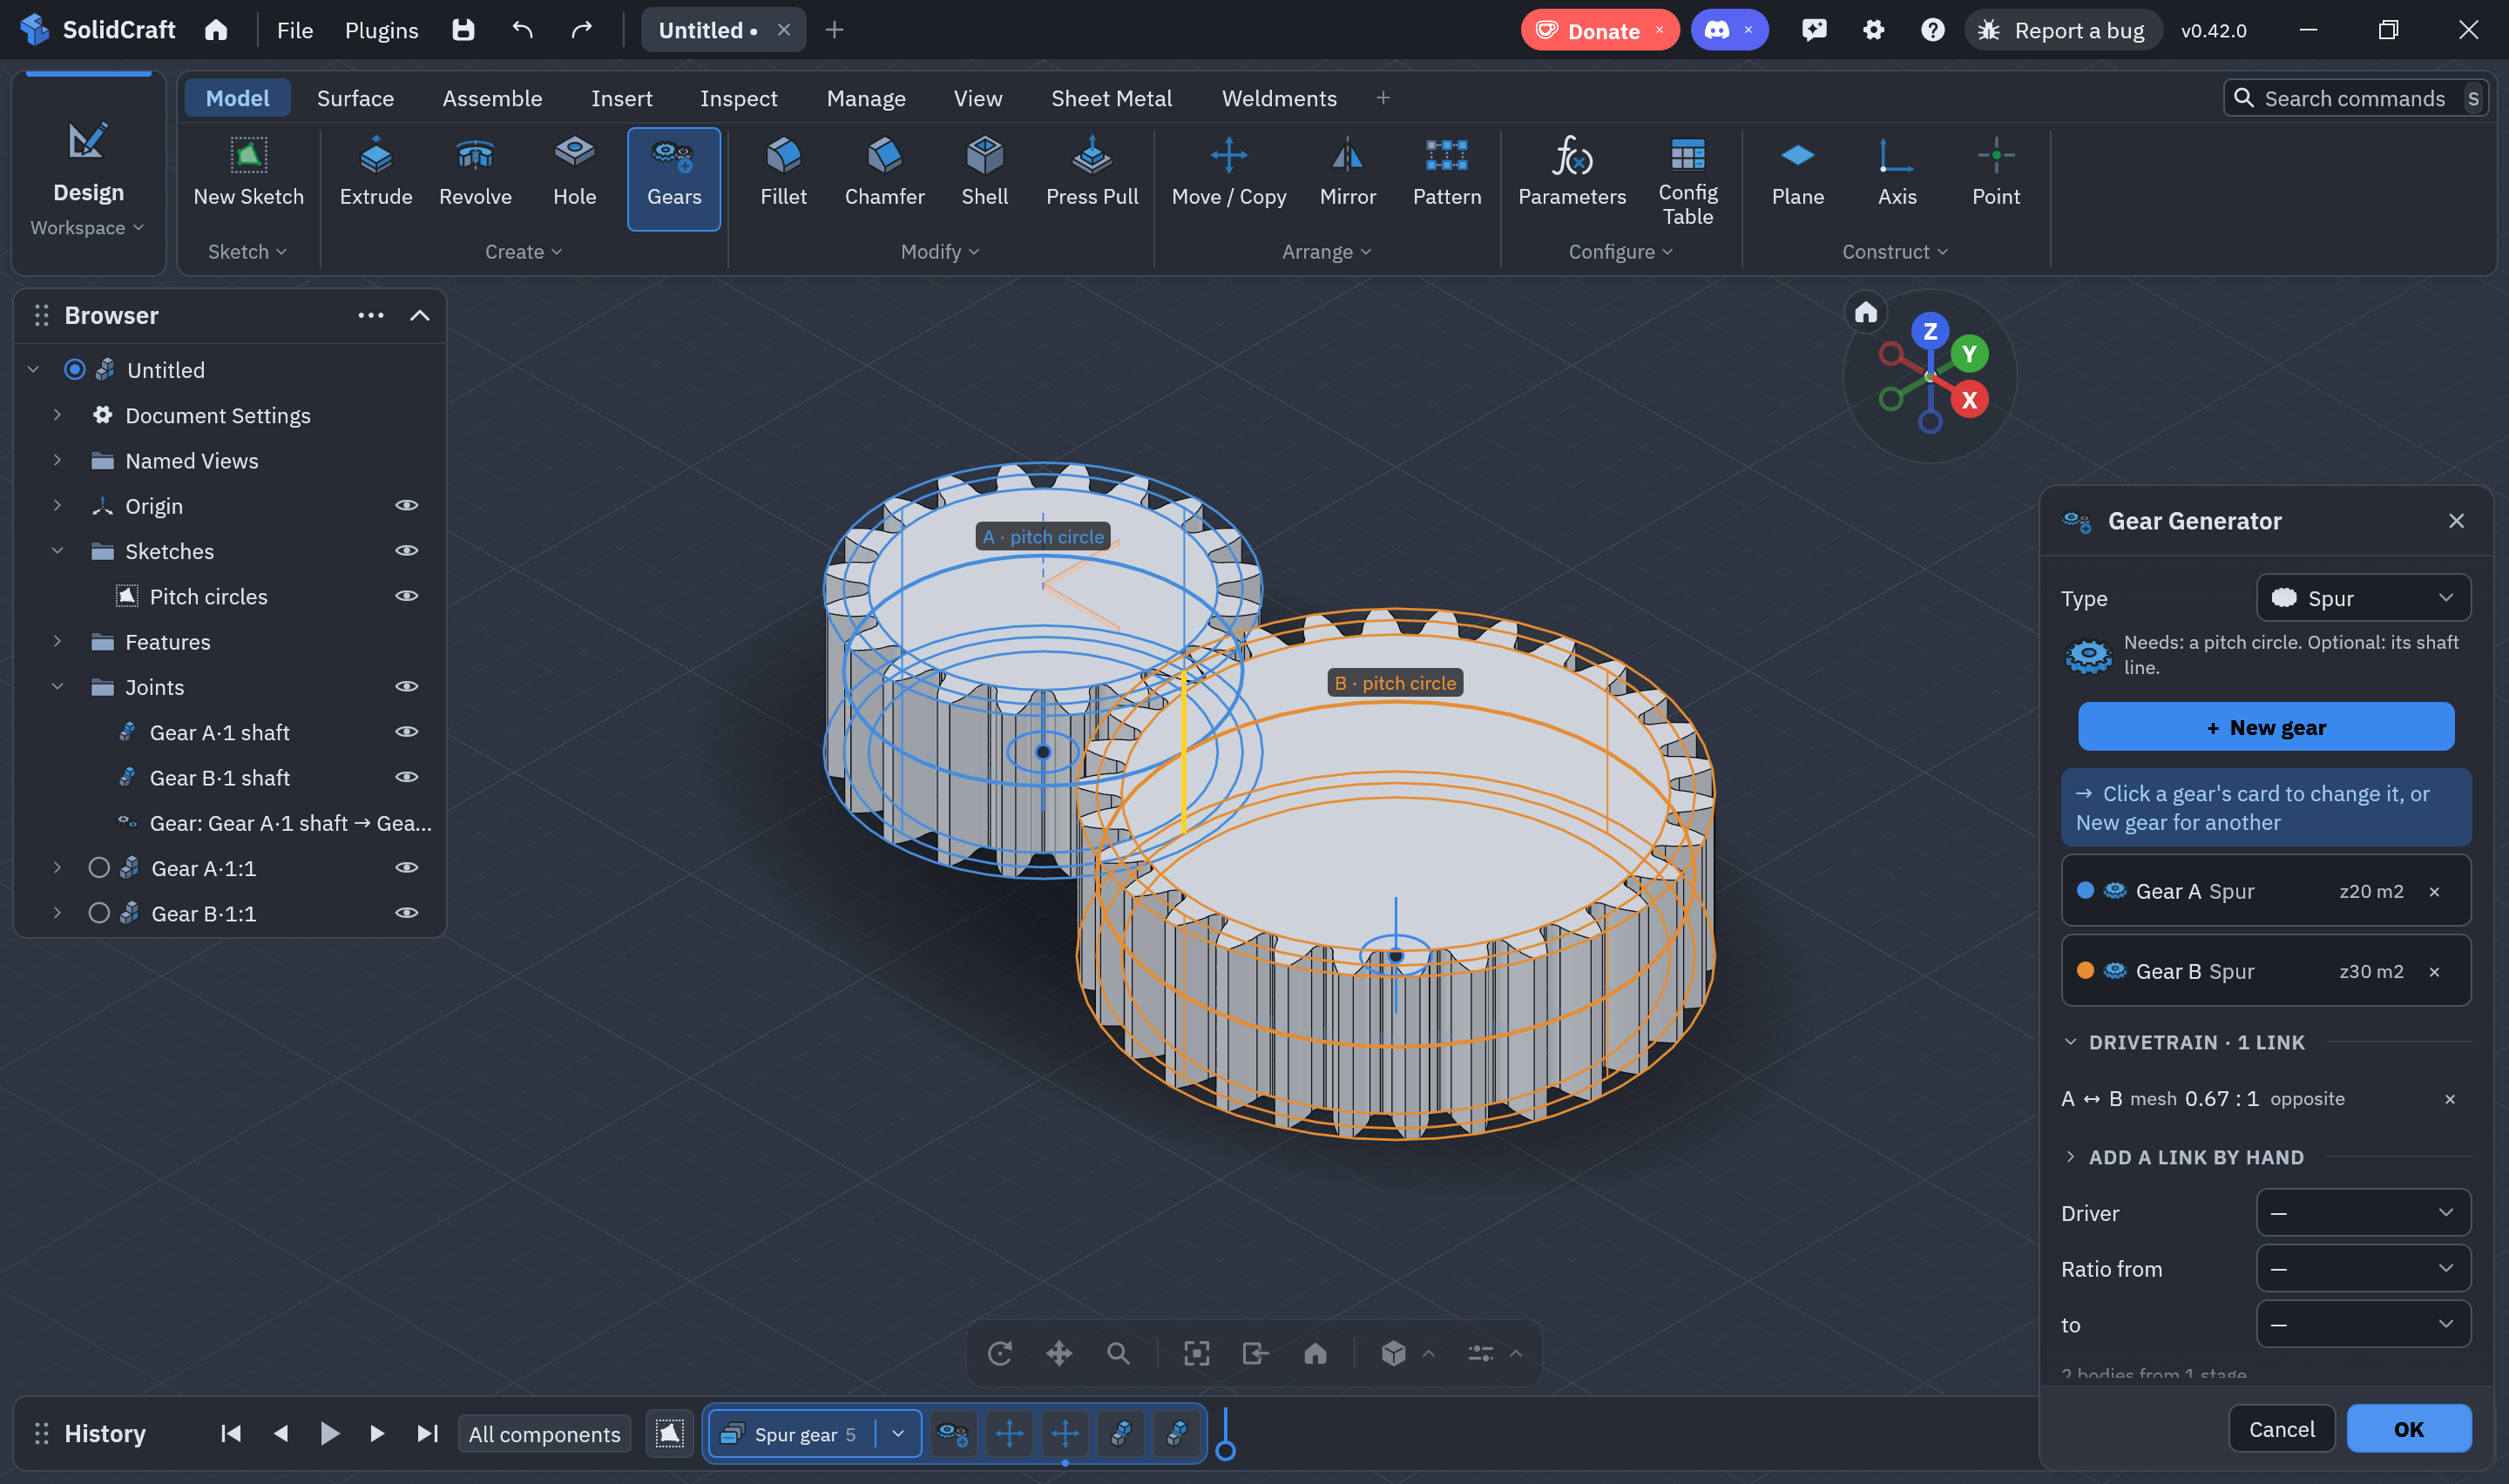 SolidCraft
File
Plugins
Untitled
Donate
Report a bug
v0.42.0
Design
Workspace
Model
Surface
Assemble
Insert
Inspect
Manage
View
Sheet Metal
Weldments
Search commands
S
New Sketch
Extrude
Revolve
Hole
Gears
Fillet
Chamfer
Shell
Press Pull
Move / Copy
Mirror
Pattern
Parameters
Config
Table
Plane
Axis
Point
Sketch
Create
Modify
Arrange
Configure
Construct
Browser
Untitled
Document Settings
Named Views
Origin
Sketches
Pitch circles
Features
Joints
Gear A·1 shaft
Gear B·1 shaft
Gear: Gear A·1 shaft → Gea...
Gear A·1:1
Gear B·1:1
Z
Y
X
A · pitch circle
B · pitch circle
Gear Generator
Type
Spur
Needs: a pitch circle. Optional: its shaft
line.
+ New gear
→ Click a gear's card to change it, or
New gear for another
Gear A Spur
z20 m2
Gear B Spur
z30 m2
DRIVETRAIN · 1 LINK
A ↔ B mesh 0.67 : 1 opposite
ADD A LINK BY HAND
Driver
—
Ratio from
—
to
—
2 bodies from 1 stage
Cancel
OK
History
All components
Spur gear 5